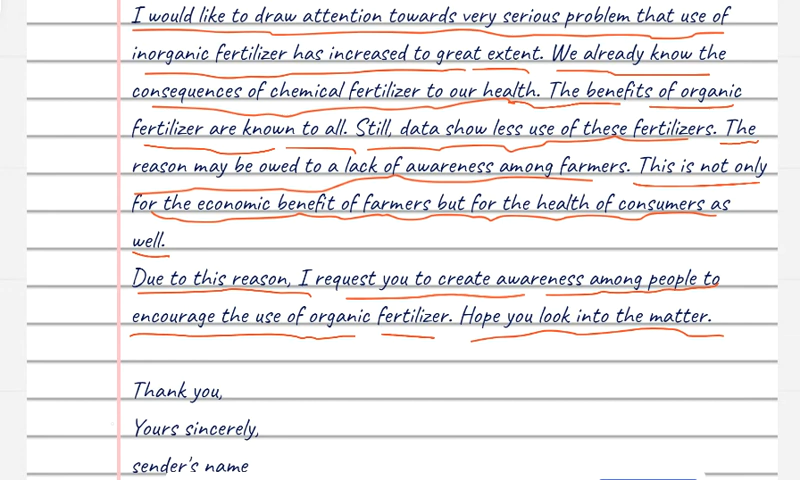 I would like to draw attention towards very serious problem that use of
inorganic fertilizer has increased to great extent. We already know the
consequences of chemical fertilizer to our health. The benefits of organic
fertilizer are known to all. Still, data show less use of these fertilizers. The
reason may be owed to a lack of awareness among farmers. This is not only
for the economic benefit of farmers but for the health of consumers as
well.
Due to this reason, I request you to create awareness among people to
encourage the use of organic fertilizer. Hope you look into the matter.
Thank you,
Yours sincerely,
sender's name